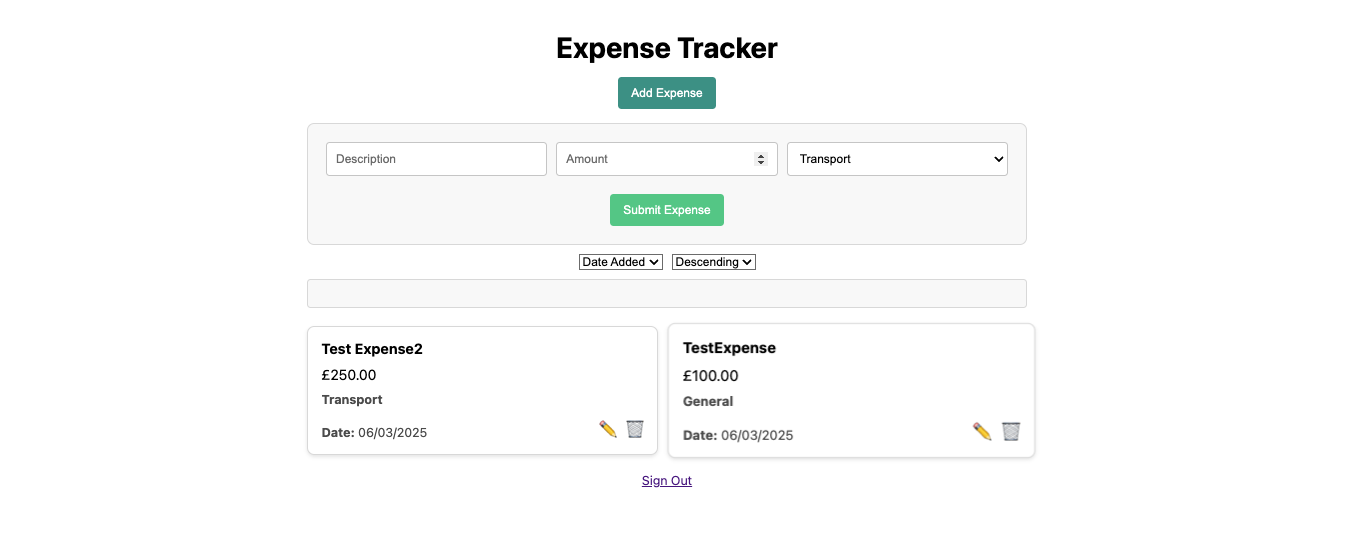 Expense Tracker
Add Expense
Description Amount Transport
Submit Expense
Date Added Descending
Test Expense2
£250.00
Transport
Date: 06/03/2025
TestExpense
£100.00
General
Date: 06/03/2025
Sign Out